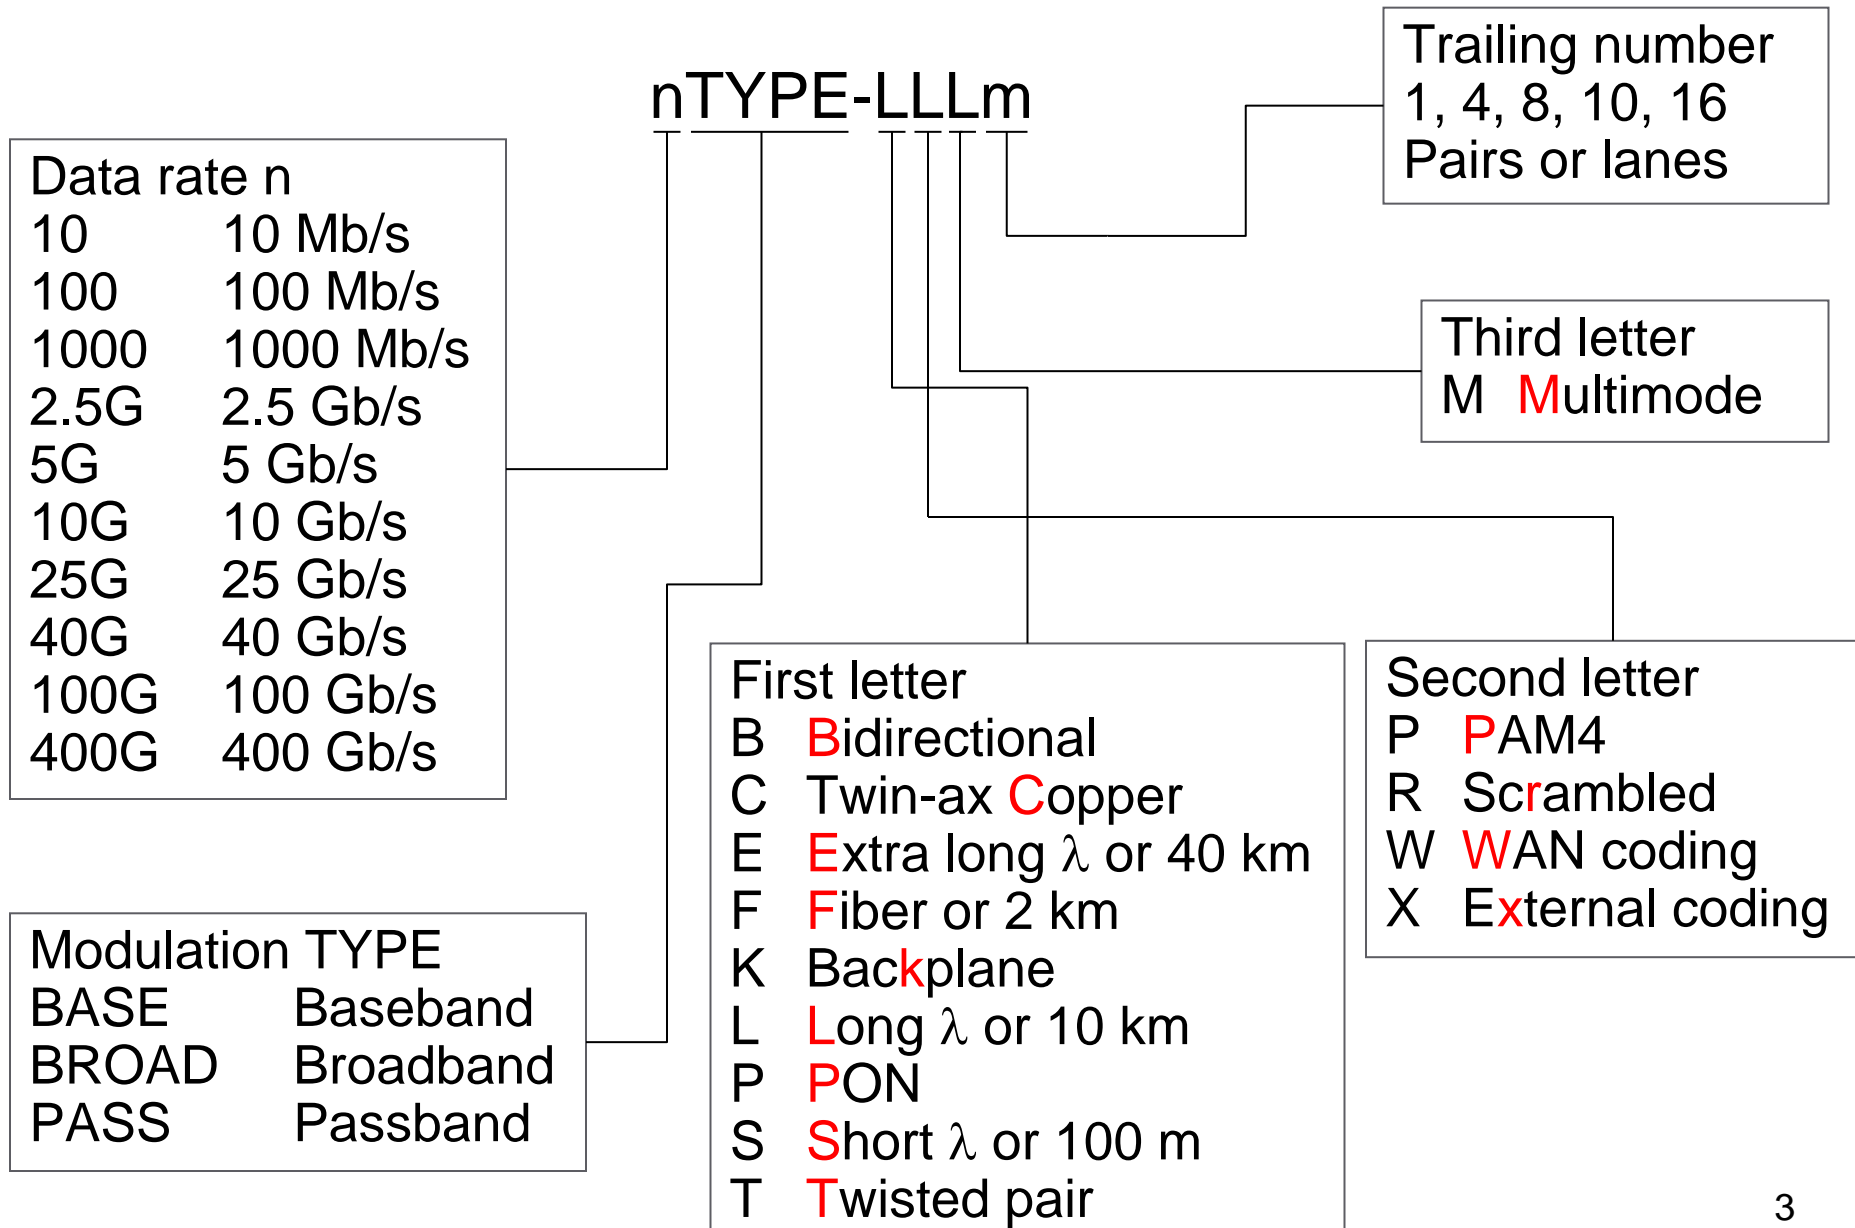 nTYPE-LLLm
Trailing number
1, 4, 8, 10, 16
Pairs or lanes
Data rate n
10 10 Mb/s
100 100 Mb/s
1000 1000 Mb/s
2.5G 2.5 Gb/s
5G 5 Gb/s
10G 10 Gb/s
25G 25 Gb/s
40G 40 Gb/s
100G 100 Gb/s
400G 400 Gb/s
Third letter
M Multimode
Modulation TYPE
BASE Baseband
BROAD Broadband
PASS Passband
First letter
B Bidirectional
C Twin-ax Copper
E Extra long λ or 40 km
F Fiber or 2 km
K Backplane
L Long λ or 10 km
P PON
S Short λ or 100 m
T Twisted pair
Second letter
P PAM4
R Scrambled
W WAN coding
X External coding
3